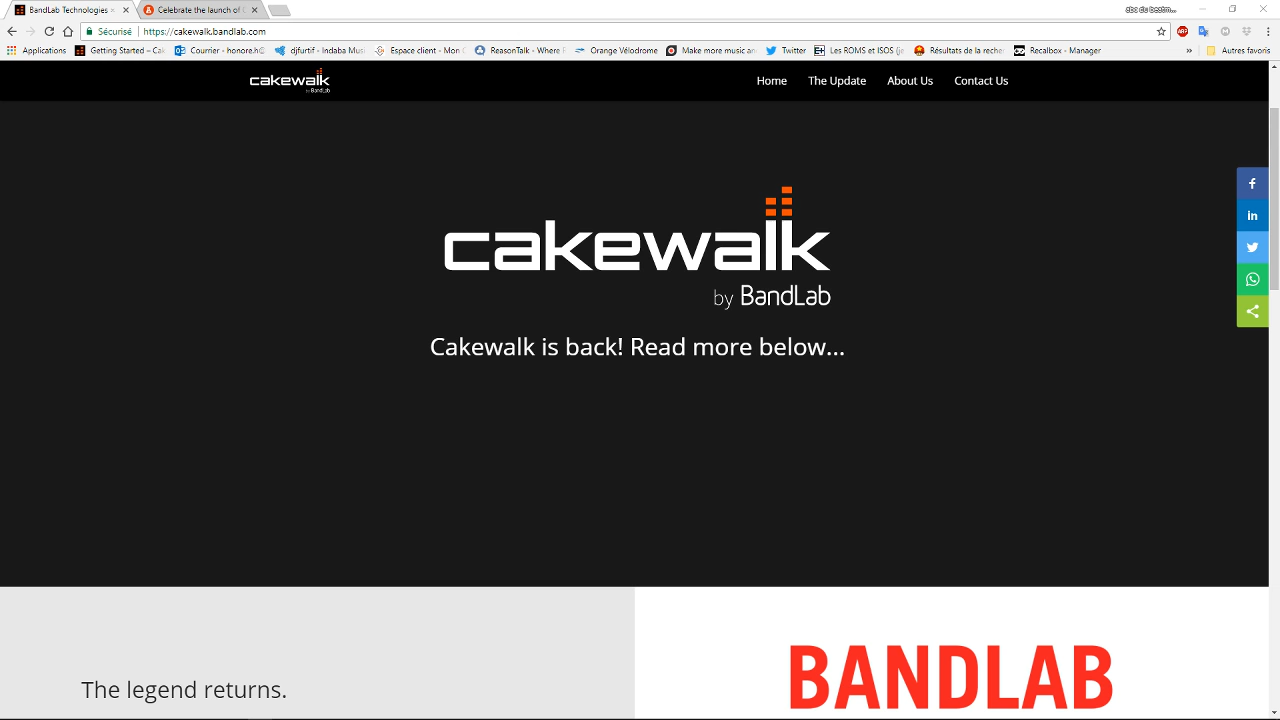 BandLab Technologies
Celebrate the launch of
Sécurisé
https://cakewalk.bandlab.com
Applications
Getting Started — Cak
Courrier - honore.h@
djfurtif - Indaba Musi
Espace client - Mon
ReasonTalk - When R
Orange Vélodrome
Make more music
Twitter
Les ROMS et ISOS (je
Résultats de la reche
Recalbox - Manager
»
Autres favoris
cakewalk
by BandLab
Home
The Update
About Us
Contact Us
cakewalk
by BandLab
Cakewalk is back! Read more below...
The legend returns.
BANDLAB